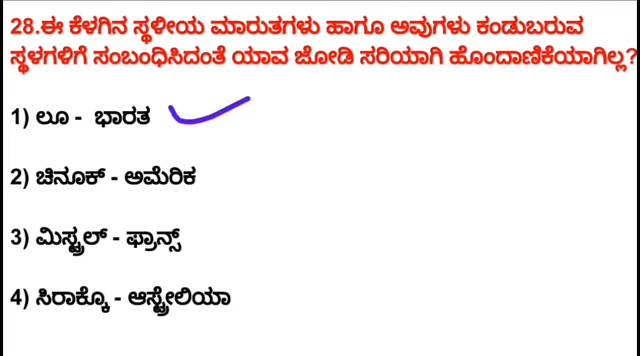 28.ಈ ಕೆಳಗಿನ ಸ್ಥಳೀಯ ಮಾರುತಗಳು ಹಾಗೂ ಅವುಗಳು ಕಂಡುಬರುವ
ಸ್ಥಳಗಳಿಗೆ ಸಂಬಂಧಿಸಿದಂತೆ ಯಾವ ಜೋಡಿ ಸರಿಯಾಗಿ ಹೊಂದಾಣಿಕೆಯಾಗಿಲ್ಲ?
1) ಲೂ - ಭಾರತ
2) ಚಿನೂಕ್ - ಅಮೆರಿಕ
3) ಮಿಸ್ಟ್ರಲ್ - ಫ್ರಾನ್ಸ್
4) ಸಿರಾಕ್ಕೊ - ಆಸ್ಟ್ರೇಲಿಯಾ